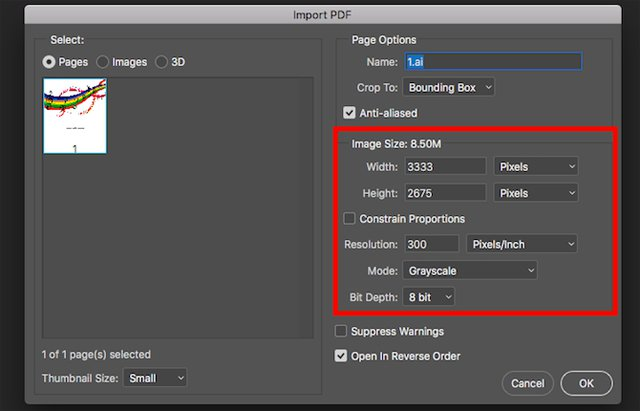 Import PDF
Select:
Pages Images 3D
1
1 of 1 page(s) selected
Thumbnail Size: Small
Page Options
Name: 1.ai
Crop To: Bounding Box
Anti-aliased
Image Size: 8.50M
Width: 3333 Pixels
Height: 2675 Pixels
Constrain Proportions
Resolution: 300 Pixels/Inch
Mode: Grayscale
Bit Depth: 8 bit
Suppress Warnings
Open In Reverse Order
Cancel OK